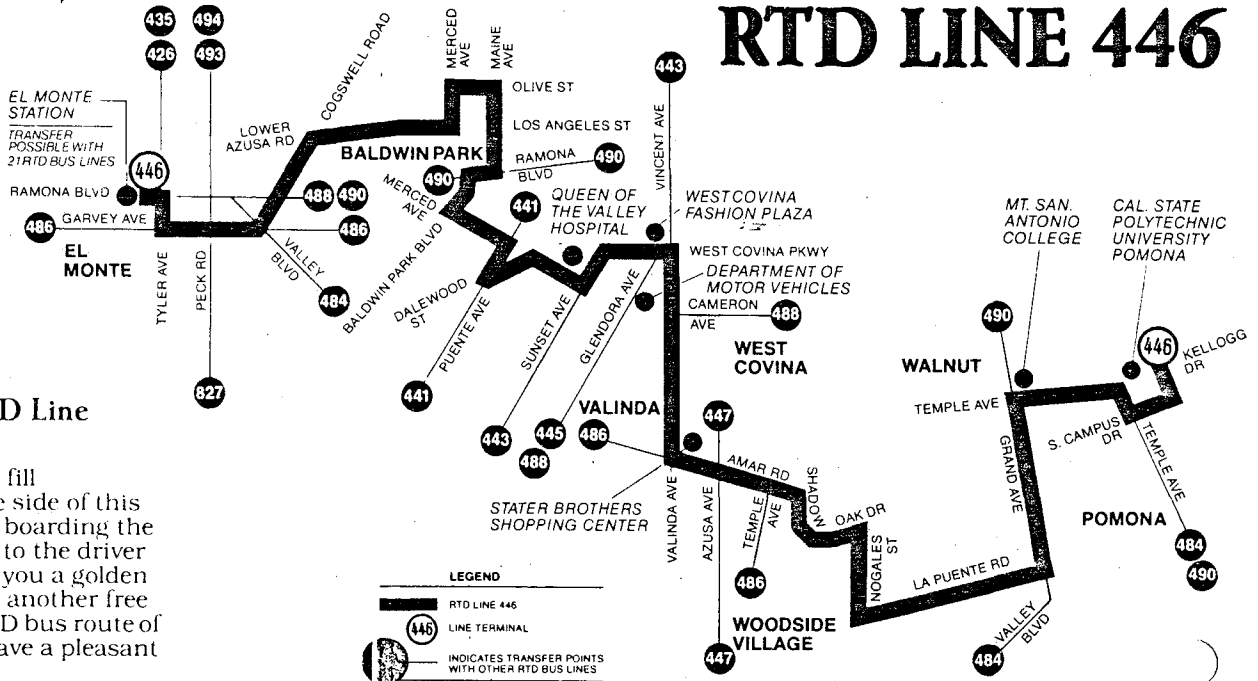 RTD LINE 446
435
494
426
493
EL MONTE
STATION
TRANSFER
POSSIBLE WITH
21 RTD BUS LINES
446
RAMONA BLVD
GARVEY AVE
486
EL
MONTE
TYLER AVE
PECK RD
827
LOWER
AZUSA RD
COGSWELL ROAD
488
490
486
VALLEY
BLVD
484
MERCED
AVE
MAINE
AVE
OLIVE ST
LOS ANGELES ST
BALDWIN PARK
RAMONA
BLVD
490
490
MERCED
AVE
BALDWIN PARK BLVD
441
QUEEN OF
THE VALLEY
HOSPITAL
DALEWOOD
ST
PUENTE AVE
441
SUNSET AVE
443
GLENDORA AVE
445
488
443
VINCENT AVE
WEST COVINA
FASHION PLAZA
WEST COVINA PKWY
DEPARTMENT OF
MOTOR VEHICLES
CAMERON
AVE
488
WEST
COVINA
VALINDA
486
STATER BROTHERS
SHOPPING CENTER
VALINDA AVE
447
AZUSA AVE
447
AMAR RD
TEMPLE
AVE
486
SHADOW
OAK DR
NOGALES
ST
WOODSIDE
VILLAGE
LA PUENTE RD
VALLEY
BLVD
484
MT. SAN.
ANTONIO
COLLEGE
CAL. STATE
POLYTECHNIC
UNIVERSITY
POMONA
490
WALNUT
TEMPLE AVE
GRAND AVE
446
KELLOGG
DR
S. CAMPUS
DR
TEMPLE AVE
POMONA
484
490
D Line
fill
e side of this
boarding the
to the driver
you a golden
another free
D bus route of
ave a pleasant
LEGEND
RTD LINE 446
446
LINE TERMINAL
INDICATES TRANSFER POINTS
WITH OTHER RTD BUS LINES